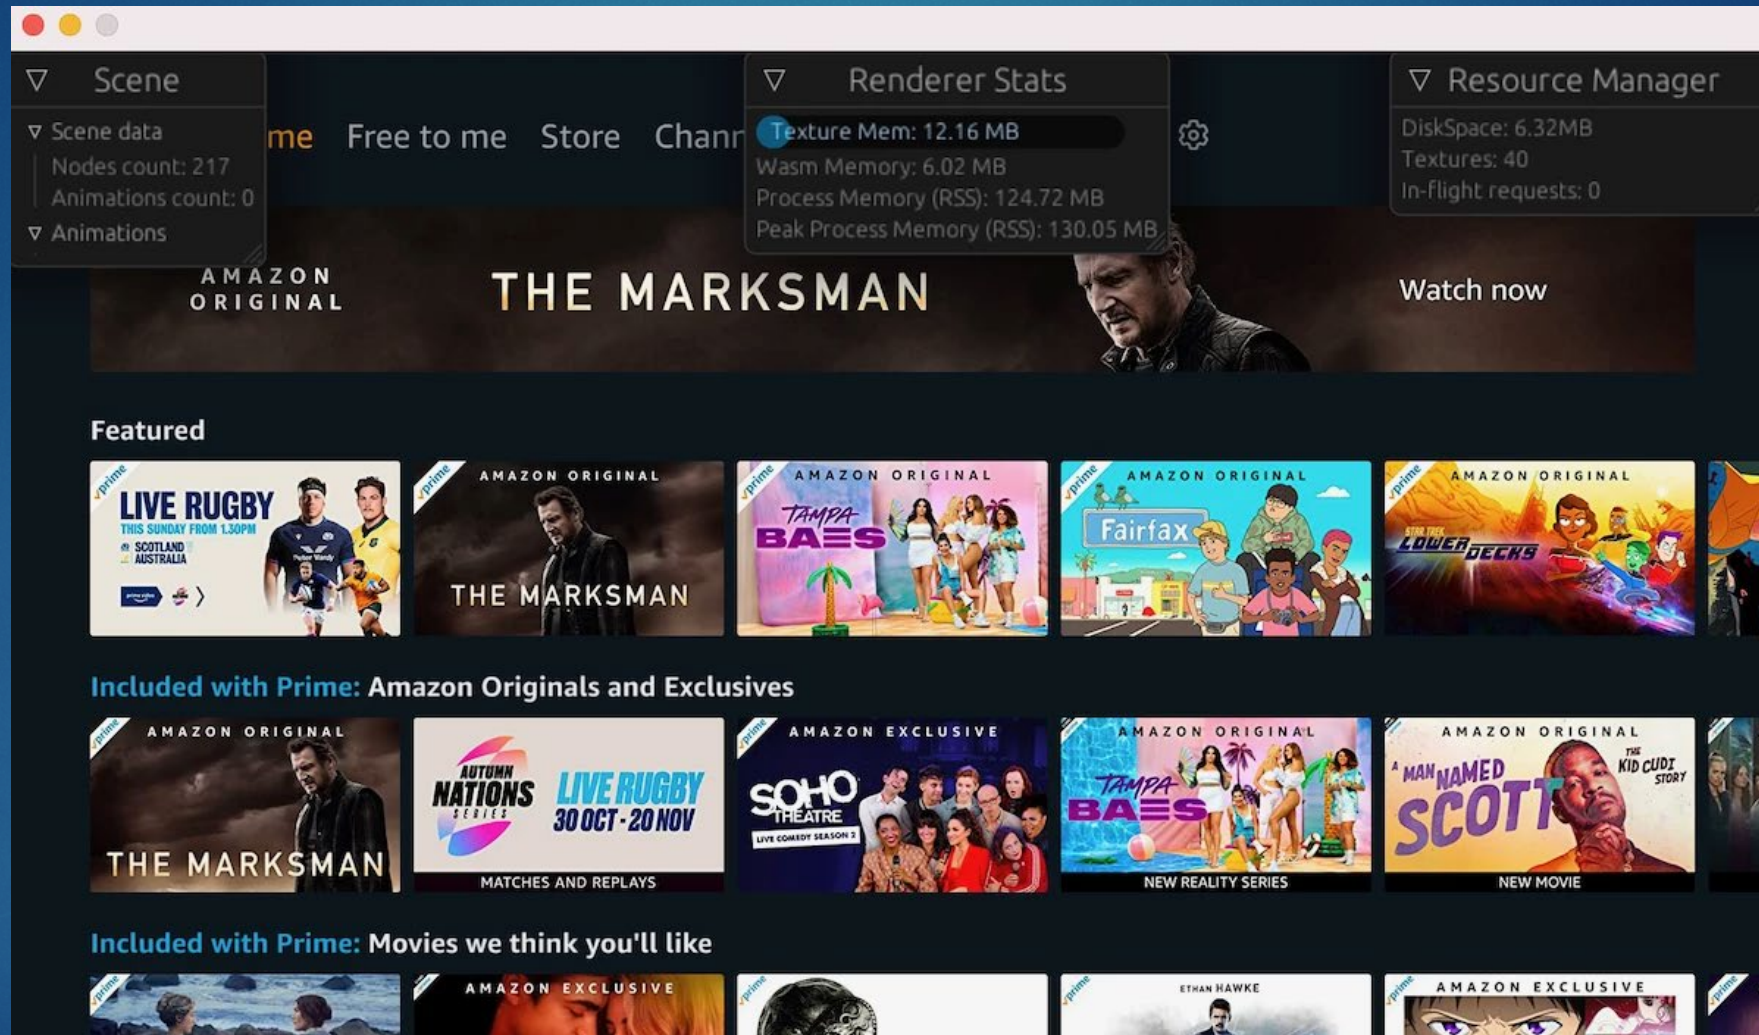 Scene
Scene data
Nodes count: 217
Animations count: 0
Animations
Renderer Stats
Texture Mem: 12.16 MB
Wasm Memory: 6.02 MB
Process Memory (RSS): 124.72 MB
Peak Process Memory (RSS): 130.05 MB
Resource Manager
DiskSpace: 6.32MB
Textures: 40
In-flight requests: 0
me Free to me Store Chann
AMAZON
ORIGINAL
THE MARKSMAN
Watch now
Featured
prime
LIVE RUGBY
THIS SUNDAY FROM 1.30PM
SCOTLAND
AUSTRALIA
prime video
prime
AMAZON ORIGINAL
THE MARKSMAN
prime
AMAZON ORIGINAL
TAMPA
BAES
prime
AMAZON ORIGINAL
Fairfax
prime
AMAZON ORIGINAL
STAR TREK
LOWER DECKS
Included with Prime: Amazon Originals and Exclusives
prime
AMAZON ORIGINAL
THE MARKSMAN
AUTUMN
NATIONS
SERIES
LIVE RUGBY
30 OCT - 20 NOV
MATCHES AND REPLAYS
prime
AMAZON EXCLUSIVE
SOHO
THEATRE
LIVE COMEDY SEASON 2
AMAZON ORIGINAL
TAMPA
BAES
NEW REALITY SERIES
AMAZON ORIGINAL
A MAN NAMED
SCOTT
THE
KID CUDI
STORY
NEW MOVIE
Included with Prime: Movies we think you'll like
prime
AMAZON EXCLUSIVE
prime
prime
ETHAN HAWKE
prime
AMAZON EXCLUSIVE
prime